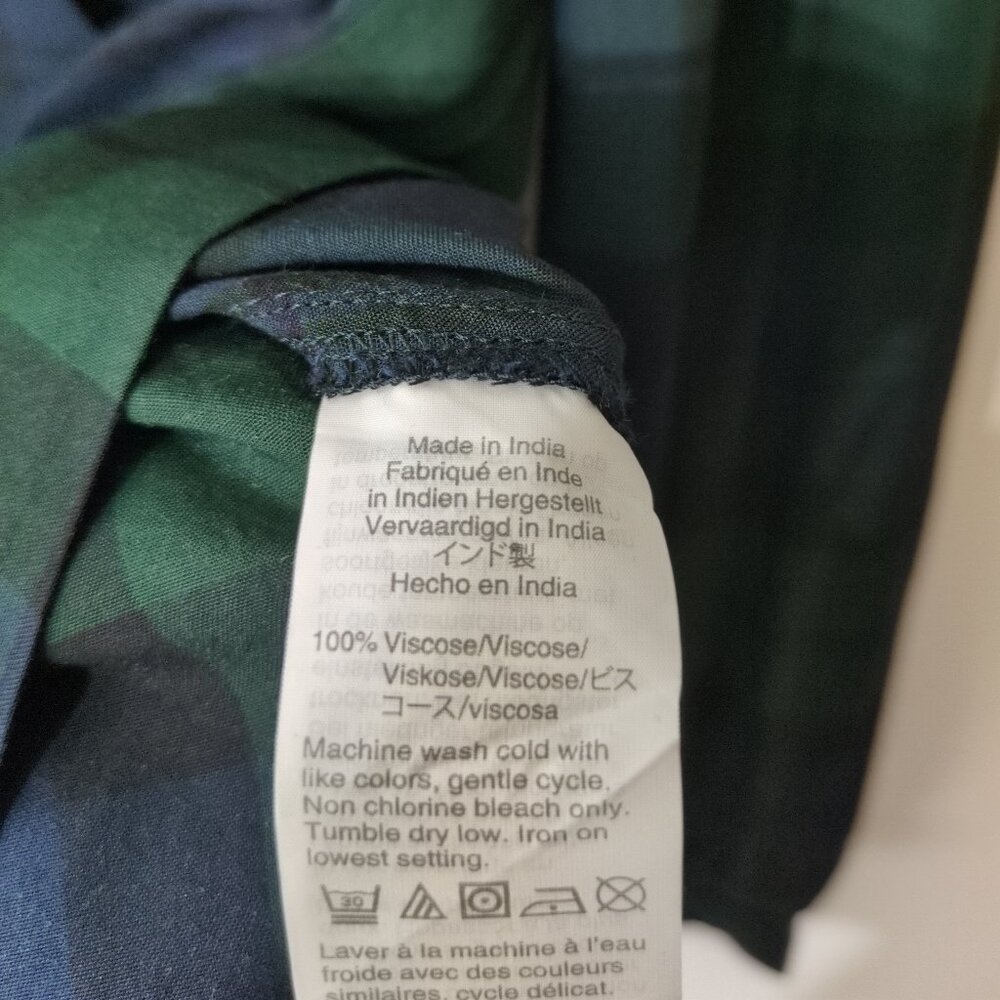 Made in India
Fabriqué en Inde
in Indien Hergestellt
Vervaardigd in India
インド製
Hecho en India
100% Viscose/Viscose/
Viskose/Viscose/ビス
コース/viscosa
Machine wash cold with
like colors, gentle cycle.
Non chlorine bleach only.
Tumble dry low. Iron on
lowest setting.
30
Laver à la machine à l'eau
froide avec des couleurs
similaires, cycle délicat.